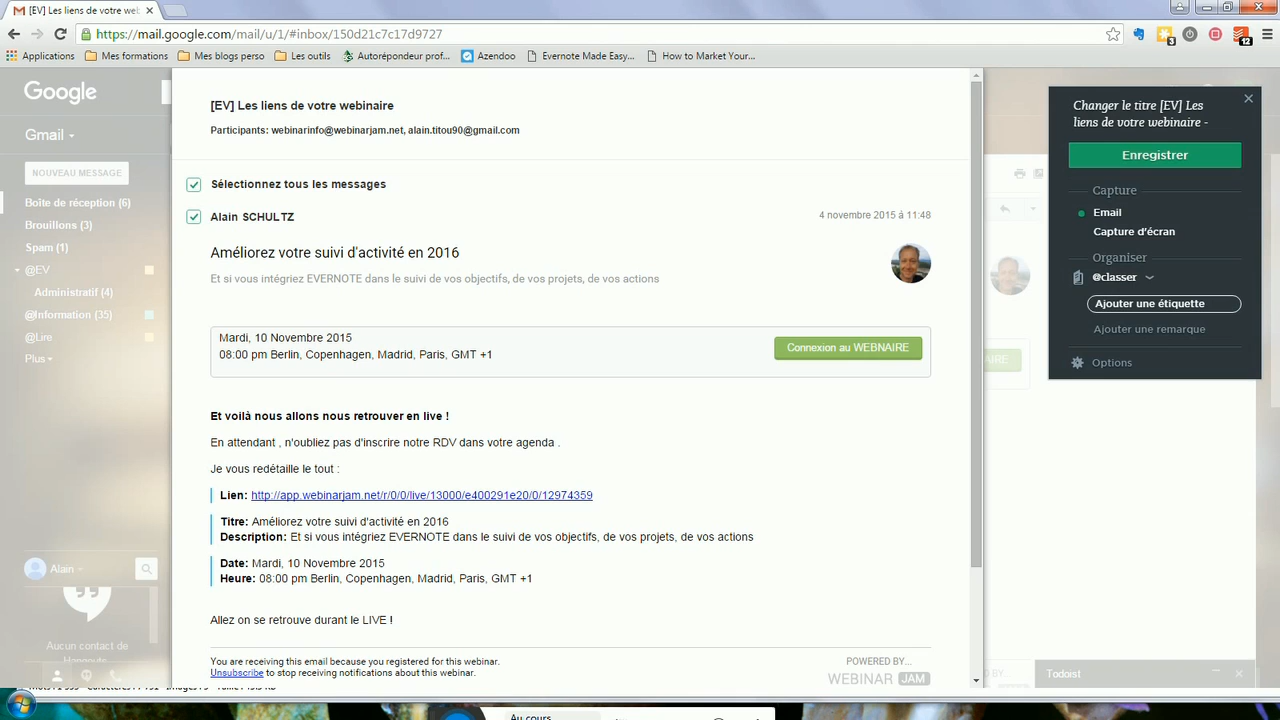 [EV] Les liens de votre wet
https://mail.google.com/mail/u/1/#inbox/150d21c7c17d9727
Applications Mes formations Mes blogs perso Les outils Autorépondeur prof... Azendoo Evernote Made Easy... How to Market Your...
3
12
Google
Gmail
NOUVEAU MESSAGE
Boîte de réception (6)
Brouillons (3)
Spam (1)
@EV
Administratif (4)
@Information (35)
@Lire
Plus
Alain
Aucun contact de
Hangouts
[EV] Les liens de votre webinaire
Participants: webinarinfo@webinarjam.net, alain.titou90@gmail.com
Sélectionnez tous les messages
Alain SCHULTZ
4 novembre 2015 à 11:48
Améliorez votre suivi d'activité en 2016
Et si vous intégriez EVERNOTE dans le suivi de vos objectifs, de vos projets, de vos actions
Mardi, 10 Novembre 2015
08:00 pm Berlin, Copenhagen, Madrid, Paris, GMT +1
Connexion au WEBNAIRE
Et voilà nous allons nous retrouver en live !
En attendant , n'oubliez pas d'inscrire notre RDV dans votre agenda .
Je vous redétaille le tout :
Lien: http://app.webinarjam.net/r/0/0/live/13000/e400291e20/0/12974359
Titre: Améliorez votre suivi d'activité en 2016
Description: Et si vous intégriez EVERNOTE dans le suivi de vos objectifs, de vos projets, de vos actions
Date: Mardi, 10 Novembre 2015
Heure: 08:00 pm Berlin, Copenhagen, Madrid, Paris, GMT +1
Allez on se retrouve durant le LIVE !
You are receiving this email because you registered for this webinar.
Unsubscribe to stop receiving notifications about this webinar.
POWERED BY...
WEBINAR JAM
Changer le titre [EV] Les
liens de votre webinaire -
Enregistrer
Capture
Email
Capture d'écran
Organiser
@classer
Ajouter une étiquette
Ajouter une remarque
Options
Todoist
Au cours